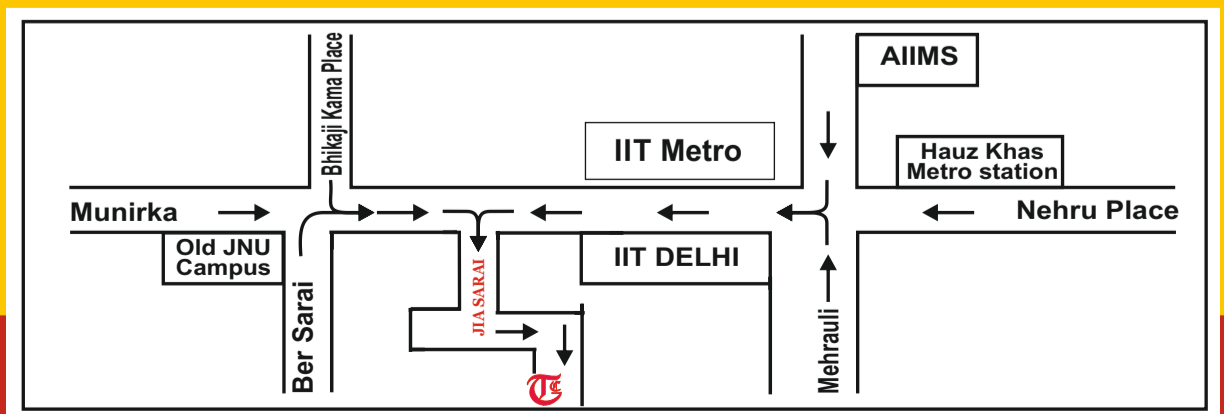 Bhikaji Kama Place
AIIMS
IIT Metro
Hauz Khas
Metro station
Munirka
Nehru Place
Old JNU
Campus
IIT DELHI
JIA SARAI
Ber Sarai
Mehrauli